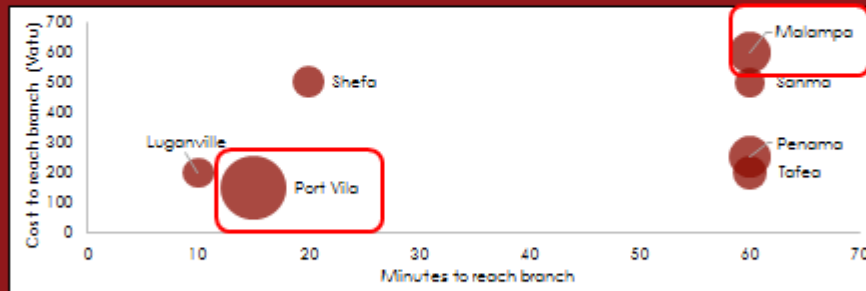 Cost to reach branch (Vatu)
700
600
500
400
300
200
100
0
Malampa
Shefa
Sanma
Luganville
Penama
Port Vila
Tafea
0 10 20 30 40 50 60 70
Minutes to reach branch